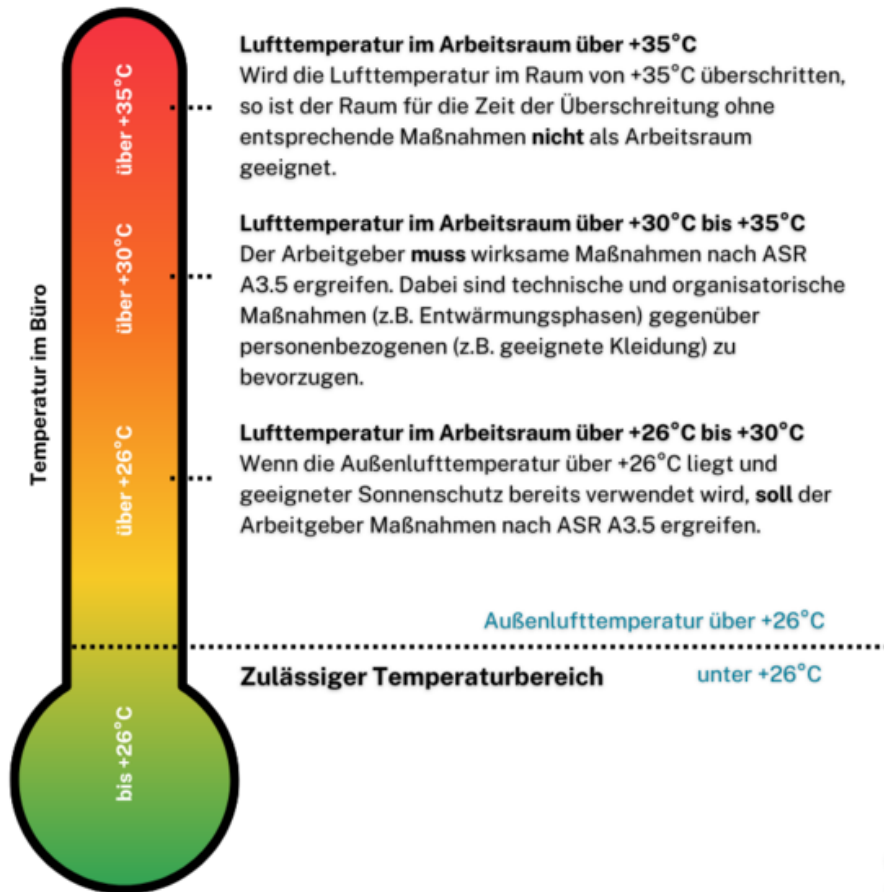 Lufttemperatur im Arbeitsraum über +35°C
Wird die Lufttemperatur im Raum von +35°C überschritten,
so ist der Raum für die Zeit der Überschreitung ohne
entsprechende Maßnahmen nicht als Arbeitsraum
geeignet.
über +35°C
Lufttemperatur im Arbeitsraum über +30°C bis +35°C
Der Arbeitgeber muss wirksame Maßnahmen nach ASR
A3.5 ergreifen. Dabei sind technische und organisatorische
Maßnahmen (z.B. Entwärmungsphasen) gegenüber
personenbezogenen (z.B. geeignete Kleidung) zu
bevorzugen.
über +30°C
Temperatur im Büro
Lufttemperatur im Arbeitsraum über +26°C bis +30°C
Wenn die Außenlufttemperatur über +26°C liegt und
geeigneter Sonnenschutz bereits verwendet wird, soll der
Arbeitgeber Maßnahmen nach ASR A3.5 ergreifen.
über +26°C
Außenlufttemperatur über +26°C
Zulässiger Temperaturbereich
unter +26°C
bis +26°C